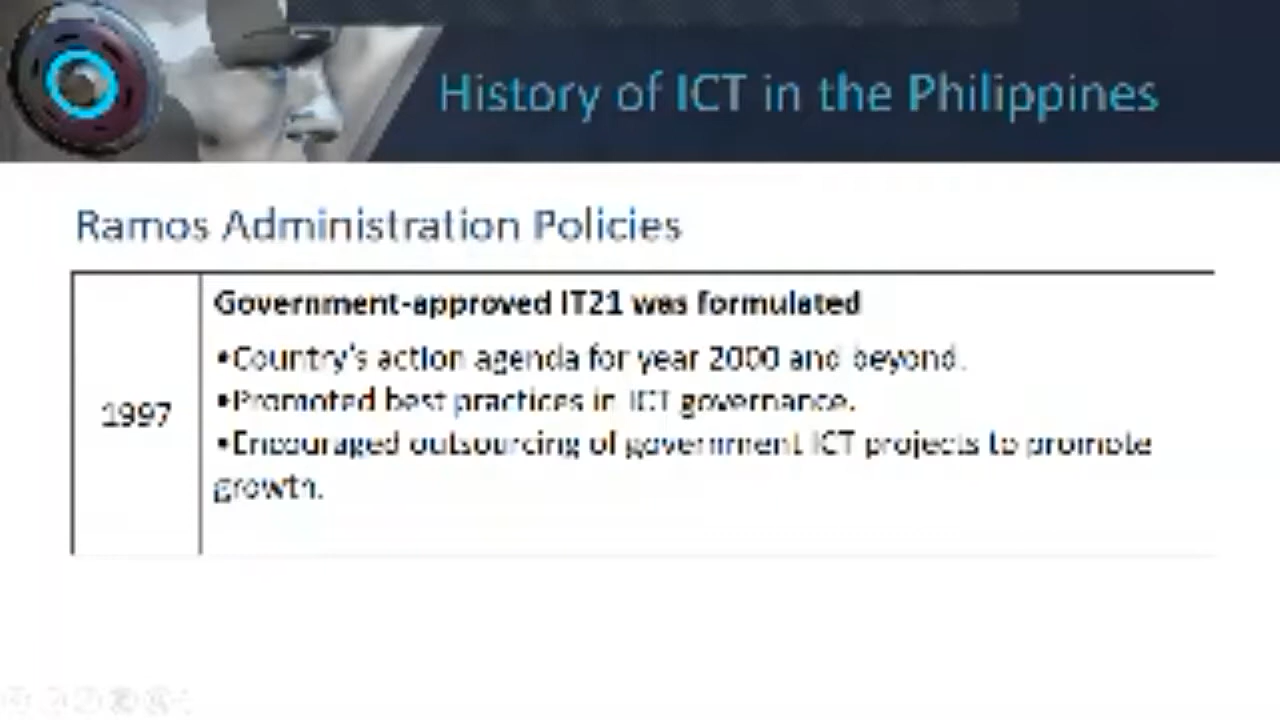 History of ICT in the Philippines
Ramos Administration Policies
1997
Government-approved IT21 was formulated
•Country's action agenda for year 2000 and beyond.
•Promoted best practices in ICT governance.
•Encouraged outsourcing of government ICT projects to promote
growth.